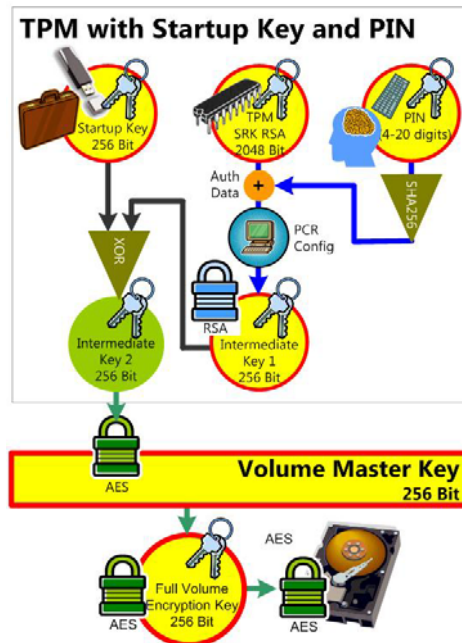 TPM with Startup Key and PIN
Startup Key
256 Bit
TPM
SRK RSA
2048 Bit
PIN
(4-20 digits)
Auth
Data
+
SHA256
PCR
Config
XOR
RSA
Intermediate
Key 2
256 Bit
Intermediate
Key 1
256 Bit
AES
Volume Master Key
256 Bit
AES
Full Volume
Encryption Key
256 Bit
AES
AES